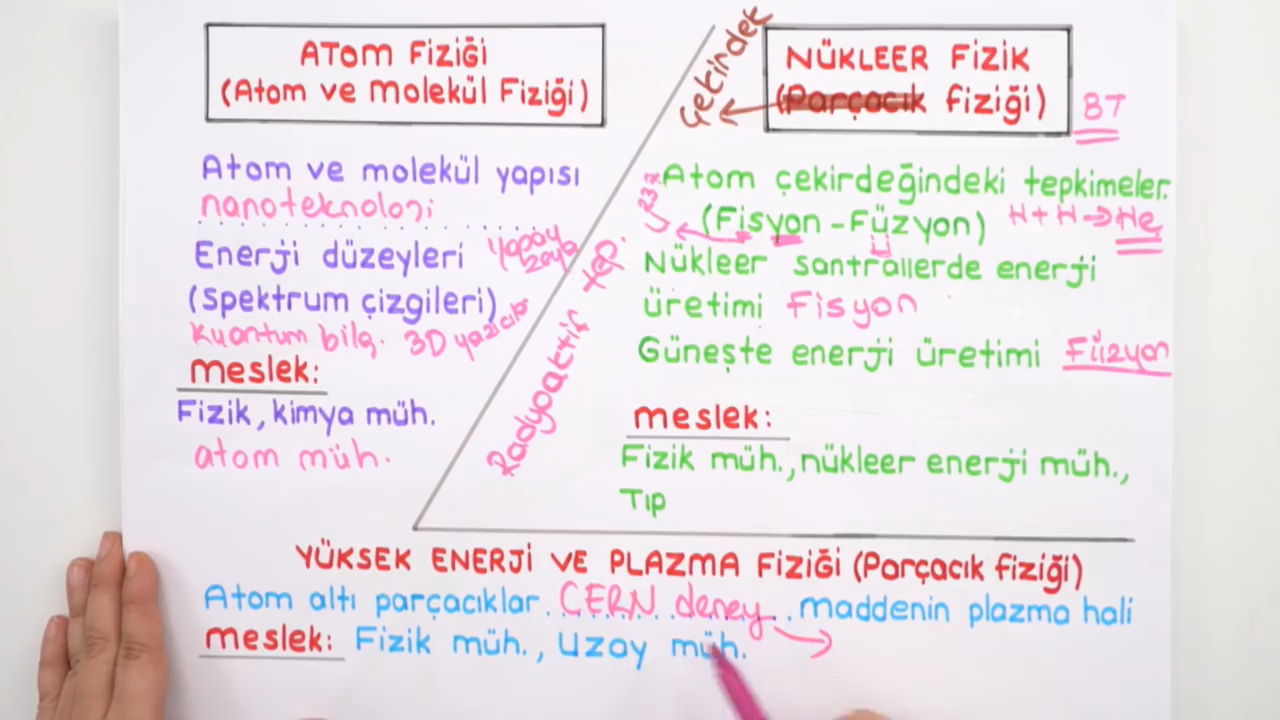 ATOM FİZİĞİ
(Atom ve Molekül Fiziği)
Atom ve molekül yapısı
nanoteknoloji
Enerji düzeyleri
yapay zeka
(Spektrum çizgileri)
Kuantum bilg. 3D yazıcılar
meslek:
Fizik, kimya müh.
atom müh.
Radyoaktif tep.
Çekirdek
NÜKLEER FİZİK
(Parçacık fiziği)
BT
Atom çekirdeğindeki tepkimeler.
(Fisyon-Füzyon) H+H→He
Nükleer santrallerde enerji
üretimi Fisyon
Güneşte enerji üretimi Füzyon
meslek:
Fizik müh., nükleer enerji müh.,
Tıp
YÜKSEK ENERJİ VE PLAZMA FİZİĞİ (Parçacık fiziği)
Atom altı parçacıklar. CERN deney.. maddenin plazma hali
meslek: Fizik müh., Uzay müh.